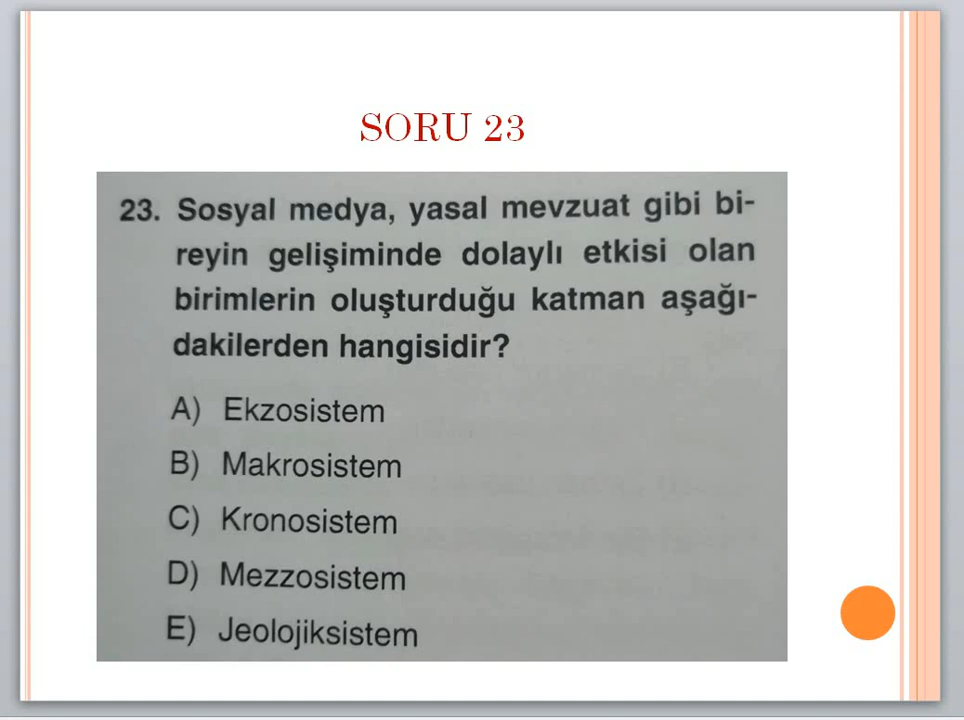 SORU 23
23. Sosyal medya, yasal mevzuat gibi bi-
reyin gelişiminde dolaylı etkisi olan
birimlerin oluşturduğu katman aşağı-
dakilerden hangisidir?
A) Ekzosistem
B) Makrosistem
C) Kronosistem
D) Mezzosistem
E) Jeolojiksistem